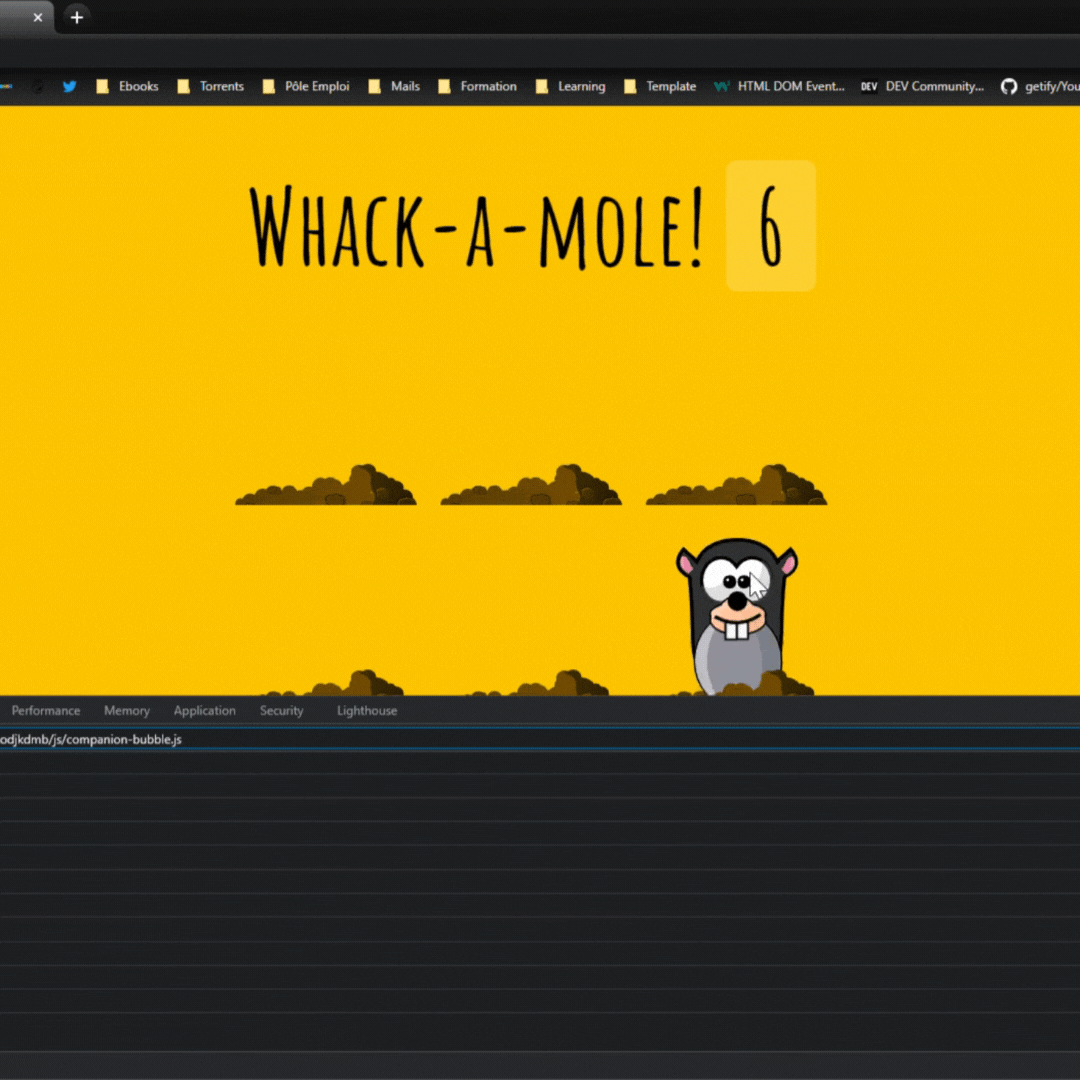 Ebooks Torrents Pôle Emploi Mails Formation Learning Template HTML DOM Event... DEV DEV Community... getify/You
Whack-a-mole! 6
Performance Memory Application Security Lighthouse
odjkdmb/js/companion-bubble.js